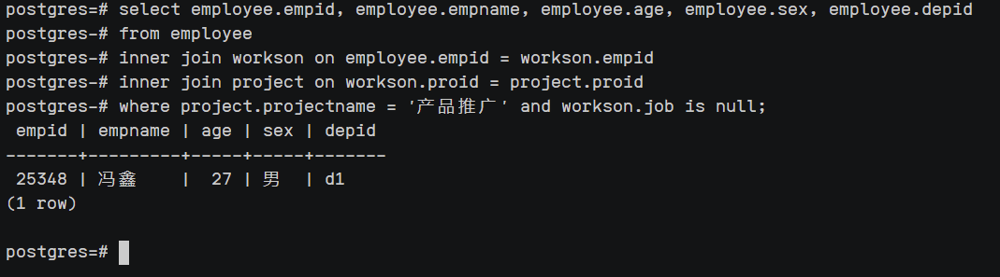 postgres=# select employee.empid, employee.empname, employee.age, employee.sex, employee.depid
postgres-# from employee
postgres-# inner join workson on employee.empid = workson.empid
postgres-# inner join project on workson.proid = project.proid
postgres-# where project.projectname = '产品推广' and workson.job is null;
 empid | empname | age | sex | depid
-------+---------+-----+-----+-------
 25348 | 冯鑫    |  27 | 男  | d1
(1 row)
postgres=#